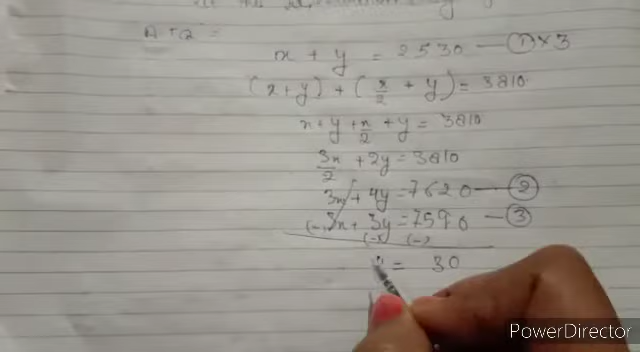 x + y = 2530 — ① × 3
(x + y) + (x/2 + y) = 3810
x + y + x/2 + y = 3810
3x/2 + 2y = 3810
3x + 4y = 7620 — ②
(-) 3x + 3y = 7590 — ③
(-) (-)
= 30
PowerDirector